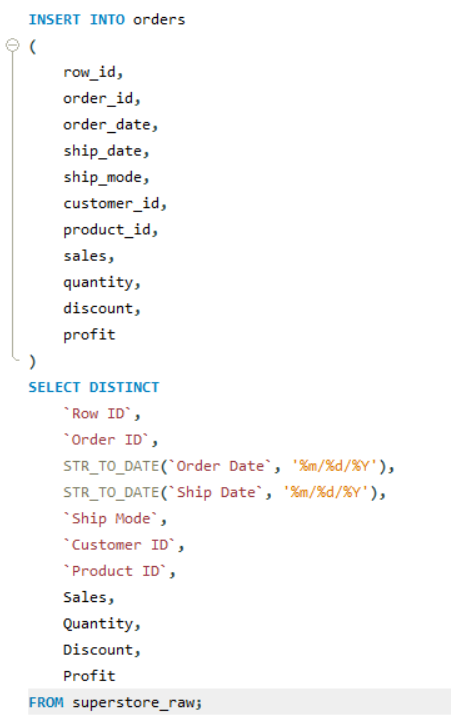 INSERT INTO orders
(
row_id,
order_id,
order_date,
ship_date,
ship_mode,
customer_id,
product_id,
sales,
quantity,
discount,
profit
)
SELECT DISTINCT
`Row ID`,
`Order ID`,
STR_TO_DATE(`Order Date`, '%m/%d/%Y'),
STR_TO_DATE(`Ship Date`, '%m/%d/%Y'),
`Ship Mode`,
`Customer ID`,
`Product ID`,
Sales,
Quantity,
Discount,
Profit
FROM superstore_raw;